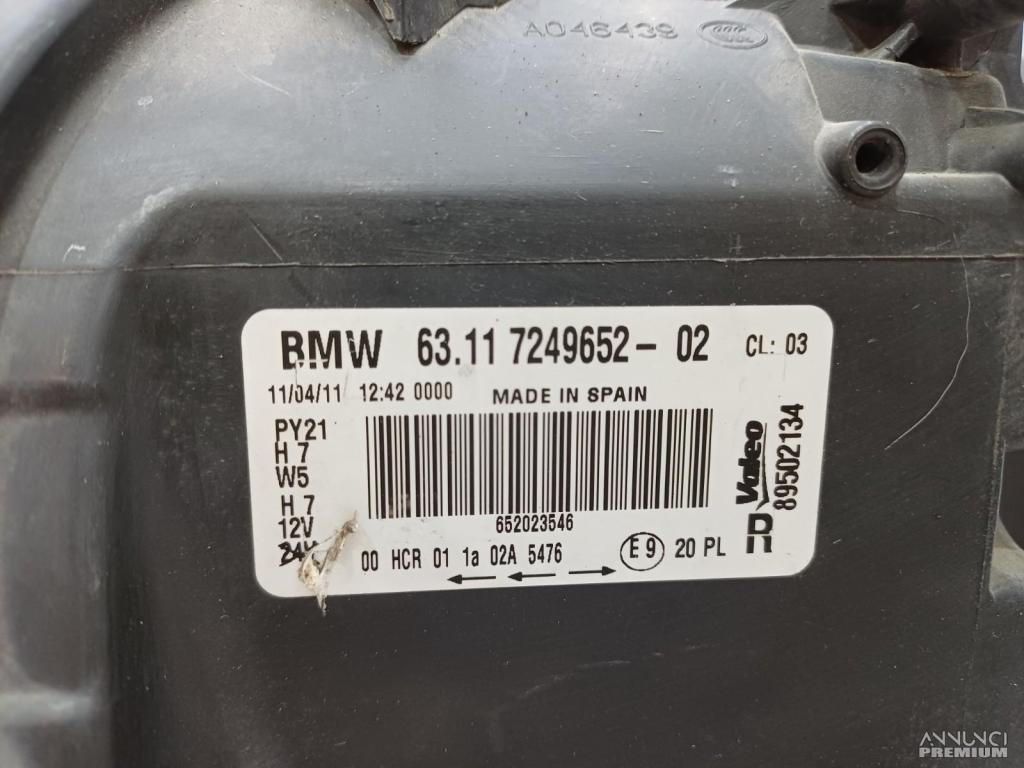 A046439
BMW 63.11 7249652 - 02 CL: 03
11/04/11 12:42 0000 MADE IN SPAIN
PY21
H 7
W5
H 7
12V
24V
652023546
00 HCR 01 1a 02A 5476
E 9 20 PL
Valeo
89502134
ANNUNCI
PREMIUM